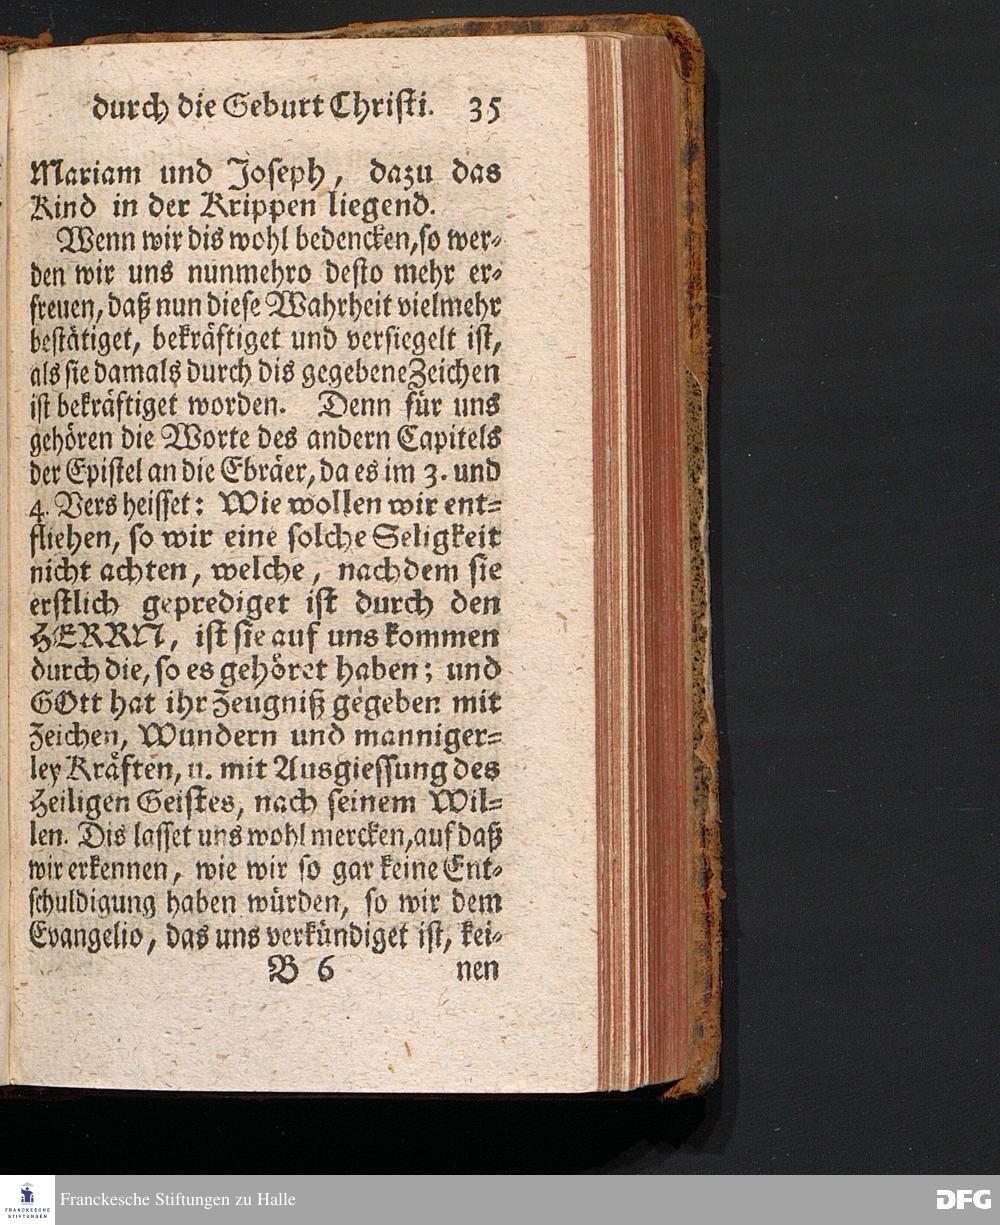 durch die Geburt Christi. 35
Mariam und Joseph, dazu das
Kind in der Krippen liegend.
Wenn wir dis wohl bedencken, so wer-
den wir uns nunmehro desto mehr er-
freuen, daß nun diese Wahrheit vielmehr
bestätiget, bekräftiget und versiegelt ist,
als sie damals durch dis gegebene Zeichen
ist bekräftiget worden. Denn für uns
gehören die Worte des andern Capitels
der Epistel an die Ebräer, da es im 3. und
4. Vers heisset: Wie wollen wir ent-
fliehen, so wir eine solche Seligkeit
nicht achten, welche, nachdem sie
erstlich geprediget ist durch den
HERRN, ist sie auf uns kommen
durch die, so es gehöret haben; und
GOtt hat ihr Zeugniß gegeben mit
Zeichen, Wundern und manniger-
ley Kräften, u. mit Ausgiessung des
Heiligen Geistes, nach seinem Wil-
len. Dis lasset uns wohl mercken, auf daß
wir erkennen, wie wir so gar keine Ent-
schuldigung haben würden, so wir dem
Evangelio, das uns verkündiget ist, kei-
B 6 nen
FRANCKESCHE
STIFTUNGEN
Franckesche Stiftungen zu Halle
DFG